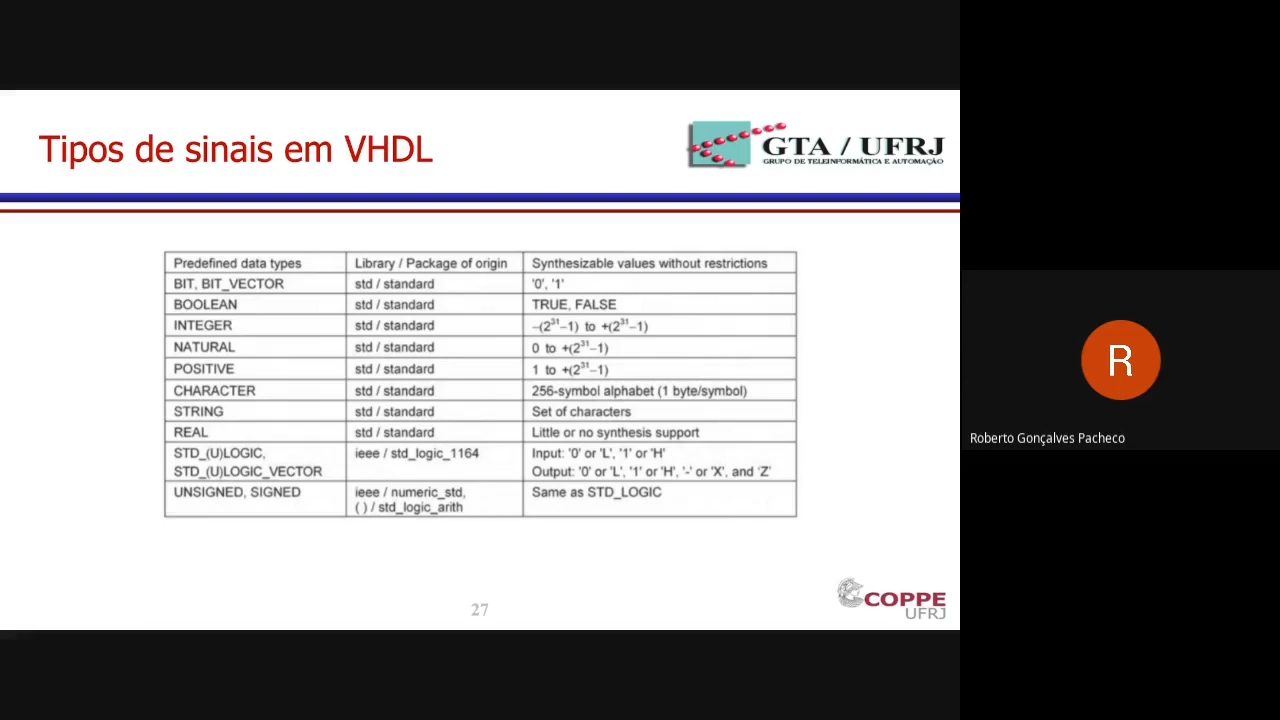 Tipos de sinais em VHDL
GTA / UFRJ
GRUPO DE TELEINFORMÁTICA E AUTOMAÇÃO
Predefined data types Library / Package of origin Synthesizable values without restrictions
BIT, BIT_VECTOR std / standard '0', '1'
BOOLEAN std / standard TRUE, FALSE
INTEGER std / standard –(2³¹–1) to +(2³¹–1)
NATURAL std / standard 0 to +(2³¹–1)
POSITIVE std / standard 1 to +(2³¹–1)
CHARACTER std / standard 256-symbol alphabet (1 byte/symbol)
STRING std / standard Set of characters
REAL std / standard Little or no synthesis support
STD_(U)LOGIC, ieee / std_logic_1164 Input: '0' or 'L', '1' or 'H'
STD_(U)LOGIC_VECTOR Output: '0' or 'L', '1' or 'H', '-' or 'X', and 'Z'
UNSIGNED, SIGNED ieee / numeric_std, Same as STD_LOGIC
( ) / std_logic_arith
27
COPPE
UFRJ
R
Roberto Gonçalves Pacheco